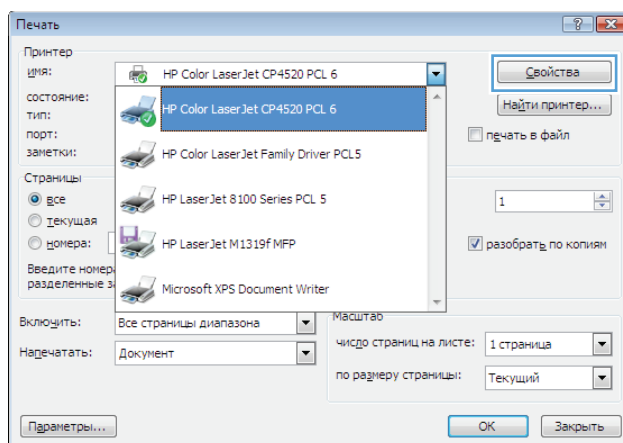 Печать
Принтер
имя: HP Color LaserJet CP4520 PCL 6 Свойства
состояние: HP Color LaserJet CP4520 PCL 6 Найти принтер...
тип:
порт: HP Color LaserJet Family Driver PCL5 печать в файл
заметки:
Страницы
все HP LaserJet 8100 Series PCL 5 1
текущая
номера: HP LaserJet M1319f MFP разобрать по копиям
Введите
разделенные Microsoft XPS Document Writer
Включить: Все страницы диапазона Масштаб
число страниц на листе: 1 страница
Напечатать: Документ
по размеру страницы: Текущий
Параметры... OK Закрыть